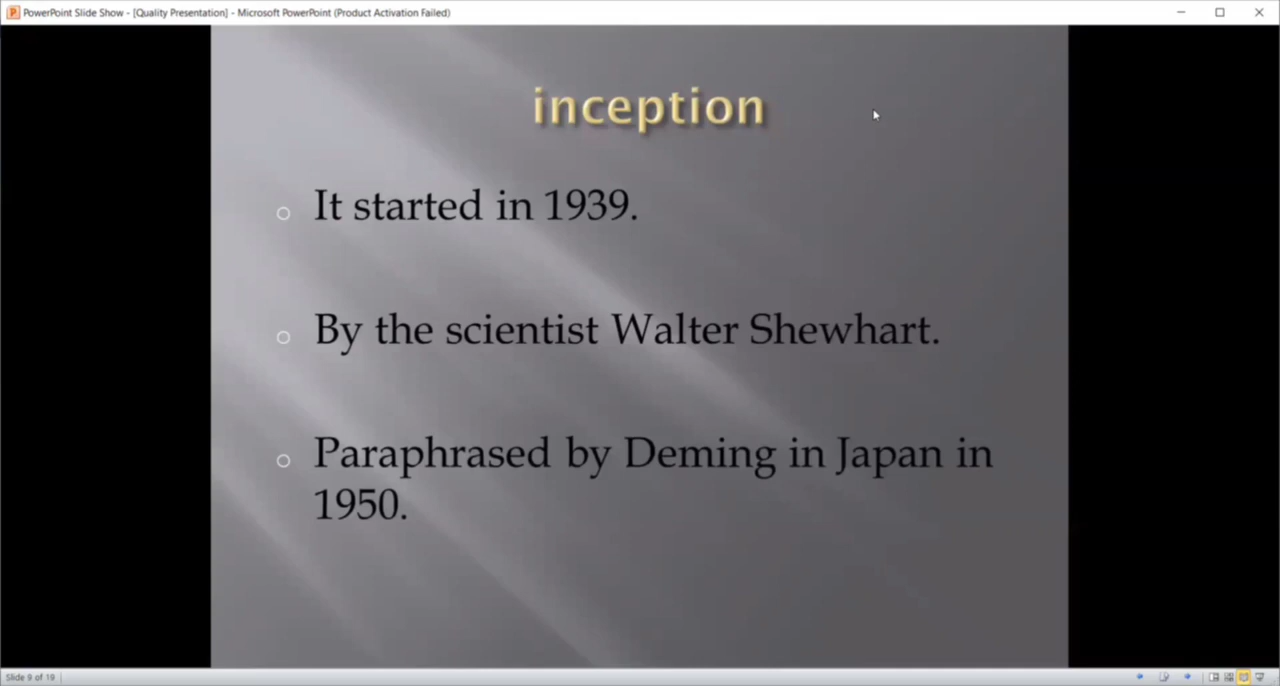 PowerPoint Slide Show - [Quality Presentation] - Microsoft PowerPoint (Product Activation Failed)
inception
It started in 1939.
By the scientist Walter Shewhart.
Paraphrased by Deming in Japan in
1950.
Slide 9 of 19